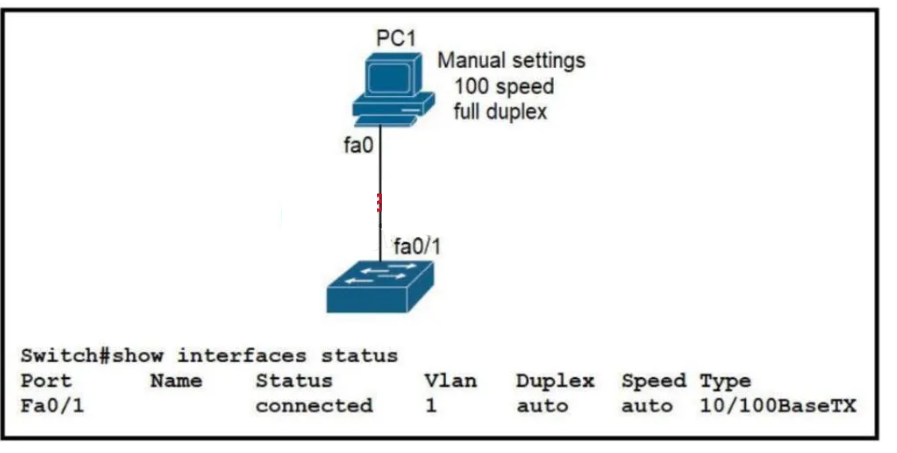 PC1
Manual settings
100 speed
full duplex
fa0
fa0/1
Switch#show interfaces status
Port Name Status Vlan Duplex Speed Type
Fa0/1 connected 1 auto auto 10/100BaseTX